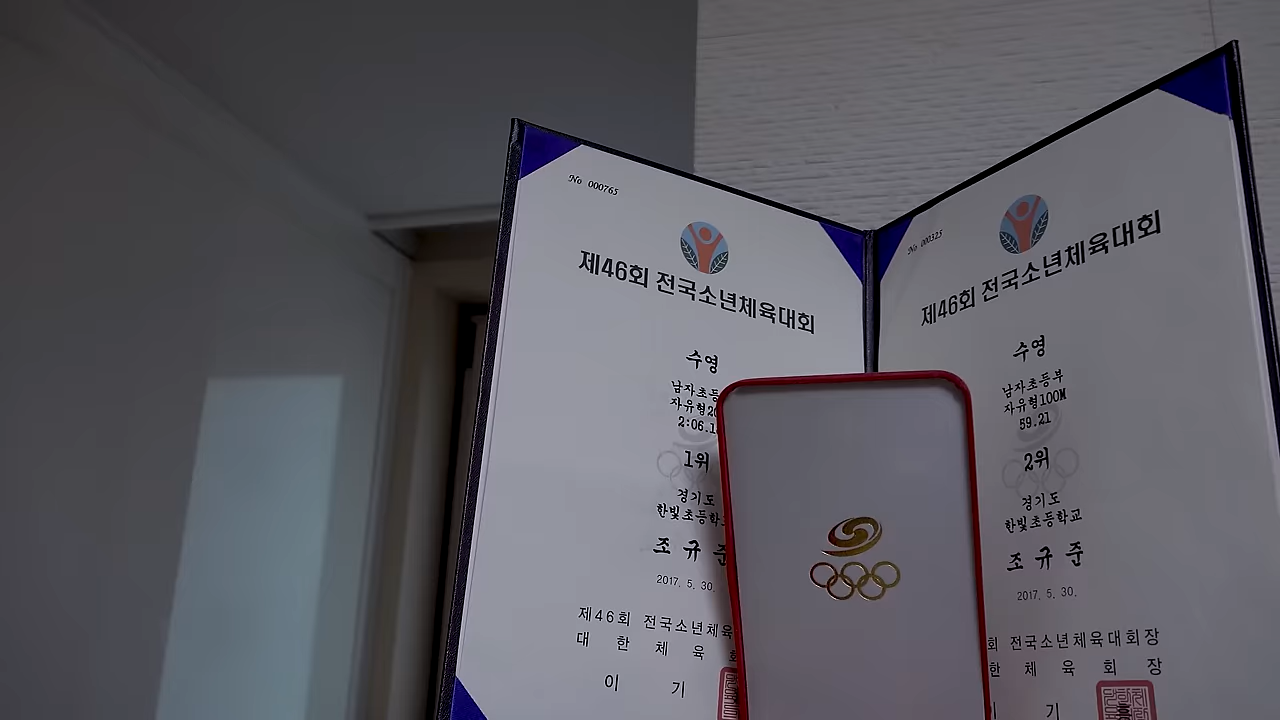 No 000765
제46회 전국소년체육대회
수영
남자초등
자유형20
2:06.1
1위
경기도
한빛초등학교
조 규 준
2017. 5. 30.
제46회 전국소년체육
대 한 체 육 회
이 기
No 000325
제46회 전국소년체육대회
수영
남자초등부
자유형100M
59.21
2위
경기도
한빛초등학교
조 규 준
2017. 5. 30.
회 전국소년체육대회장
한 체 육 회 장
기